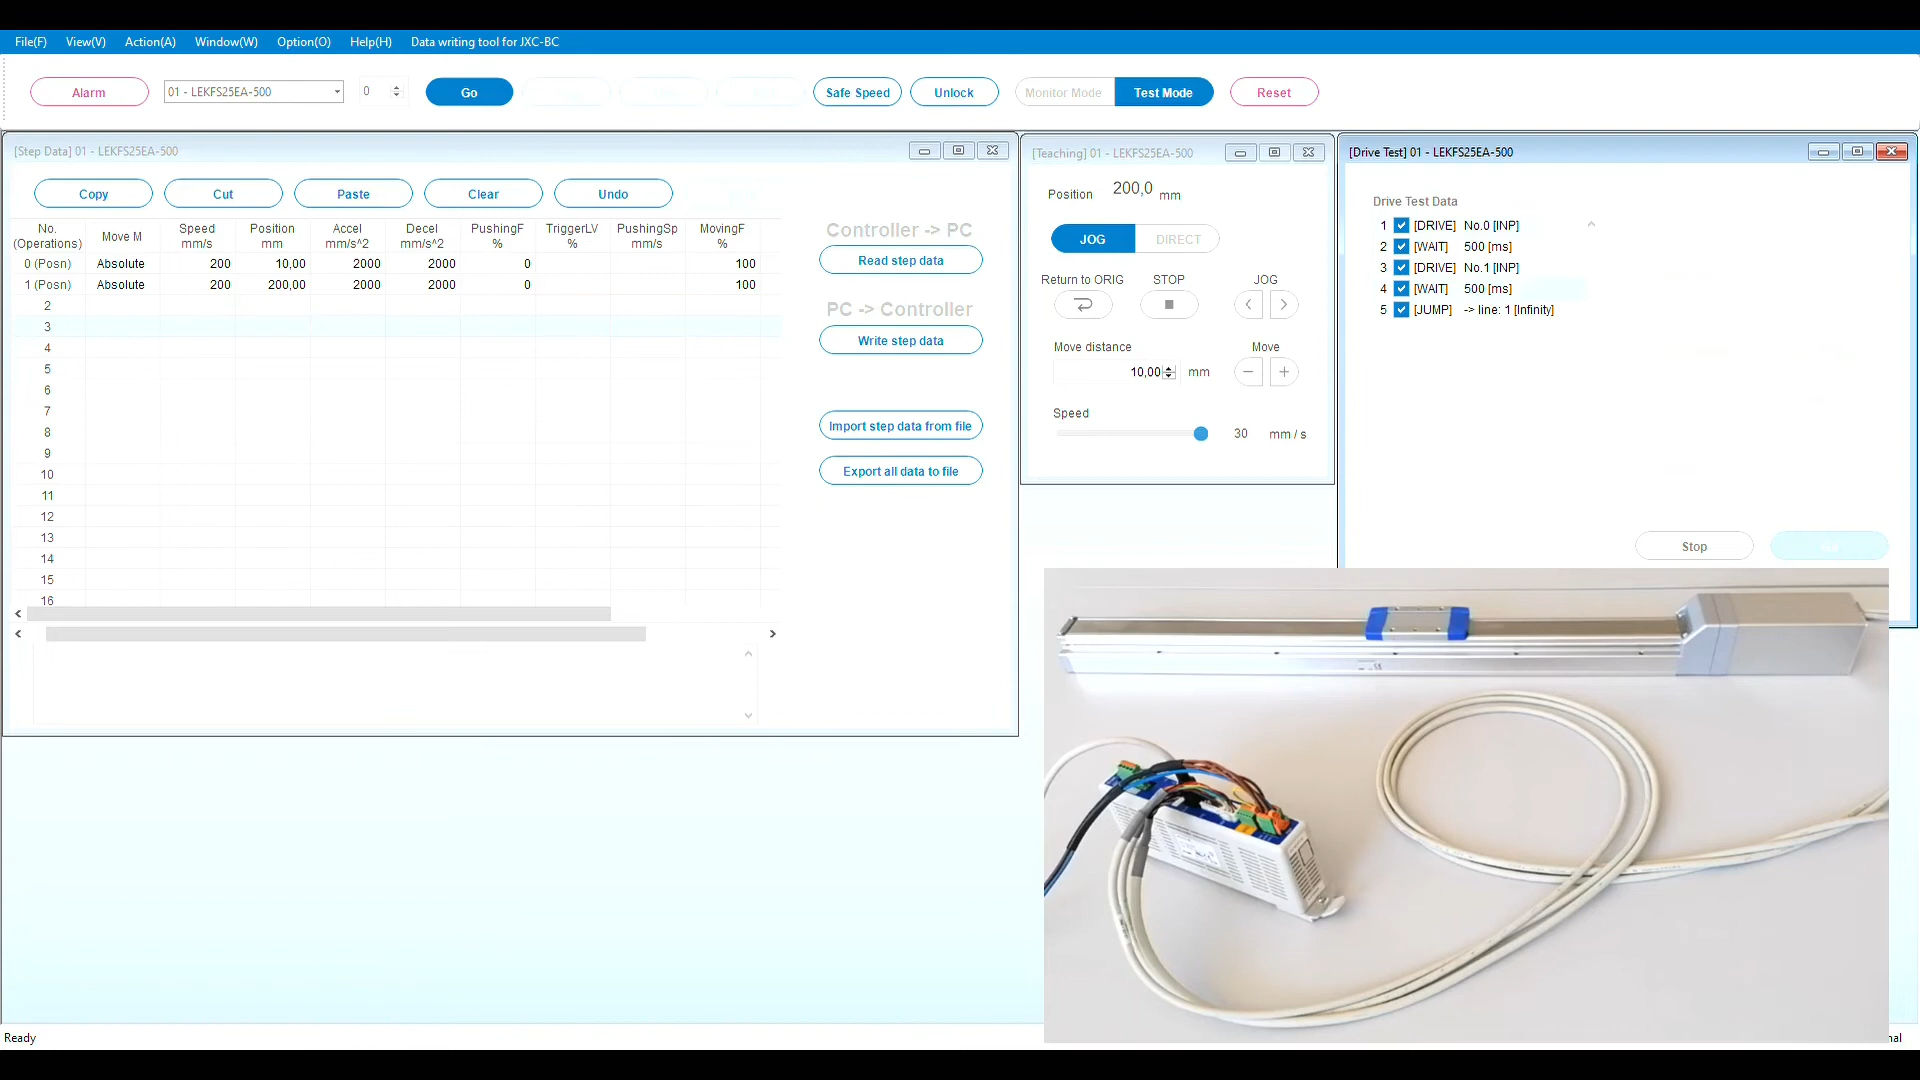 File(F) View(V) Action(A) Window(W) Option(O) Help(H) Data writing tool for JXC-BC
Alarm 01 - LEKFS25EA-500 0 Go Safe Speed Unlock Monitor Mode Test Mode Reset
[Step Data] 01 - LEKFS25EA-500
Copy Cut Paste Clear Undo
No. (Operations) Move M Speed mm/s Position mm Accel mm/s^2 Decel mm/s^2 PushingF % TriggerLV % PushingSp mm/s MovingF %
0 (Posn) Absolute 200 10,00 2000 2000 0 100
1 (Posn) Absolute 200 200,00 2000 2000 0 100
2
3
4
5
6
7
8
9
10
11
12
13
14
15
16
Controller -> PC
Read step data
PC -> Controller
Write step data
Import step data from file
Export all data to file
[Teaching] 01 - LEKFS25EA-500
Position 200,0 mm
JOG DIRECT
Return to ORIG STOP JOG
Move distance Move
10,00 mm
Speed
30 mm / s
[Drive Test] 01 - LEKFS25EA-500
Drive Test Data
1 [DRIVE] No.0 [INP]
2 [WAIT] 500 [ms]
3 [DRIVE] No.1 [INP]
4 [WAIT] 500 [ms]
5 [JUMP] -> line: 1 [Infinity]
Stop
Ready